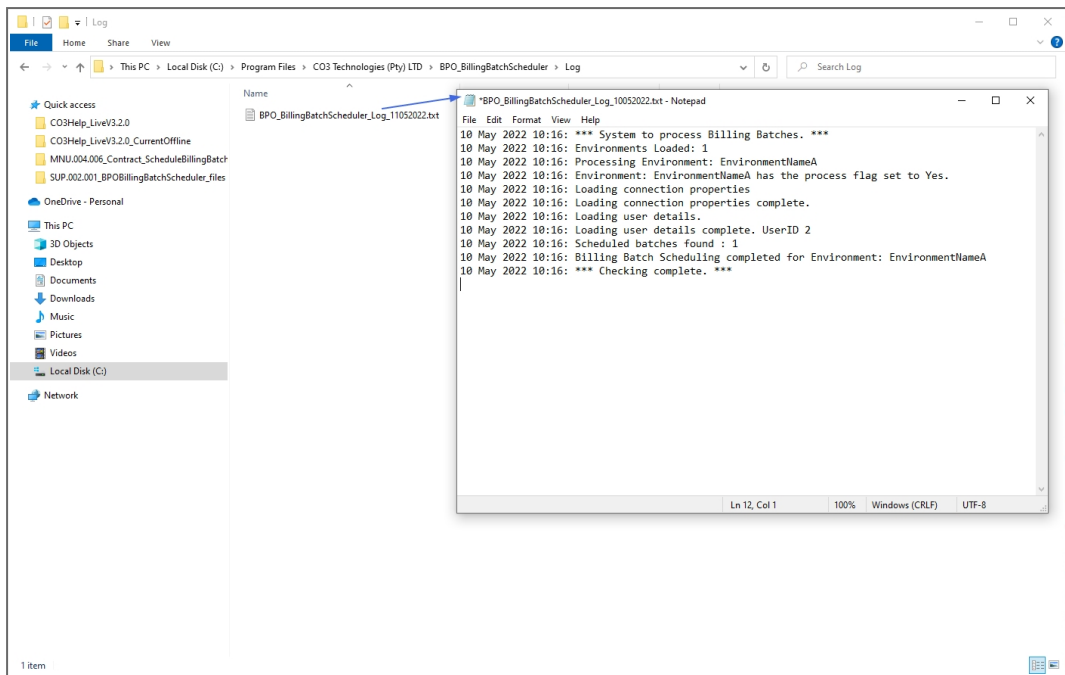 Log
File Home Share View
This PC > Local Disk (C:) > Program Files > CO3 Technologies (Pty) LTD > BPO_BillingBatchScheduler > Log
Search Log
Quick access
CO3Help_LiveV3.2.0
CO3Help_LiveV3.2.0_CurrentOffline
MNU.004.006_Contract_ScheduleBillingBatch
SUP.002.001_BPOBillingBatchScheduler_files
OneDrive - Personal
This PC
3D Objects
Desktop
Documents
Downloads
Music
Pictures
Videos
Local Disk (C:)
Network
Name
BPO_BillingBatchScheduler_Log_11052022.txt
*BPO_BillingBatchScheduler_Log_10052022.txt - Notepad
File Edit Format View Help
10 May 2022 10:16: *** System to process Billing Batches. ***
10 May 2022 10:16: Environments Loaded: 1
10 May 2022 10:16: Processing Environment: EnvironmentNameA
10 May 2022 10:16: Environment: EnvironmentNameA has the process flag set to Yes.
10 May 2022 10:16: Loading connection properties
10 May 2022 10:16: Loading connection properties complete.
10 May 2022 10:16: Loading user details.
10 May 2022 10:16: Loading user details complete. UserID 2
10 May 2022 10:16: Scheduled batches found : 1
10 May 2022 10:16: Billing Batch Scheduling completed for Environment: EnvironmentNameA
10 May 2022 10:16: *** Checking complete. ***
Ln 12, Col 1 100% Windows (CRLF) UTF-8
1 item